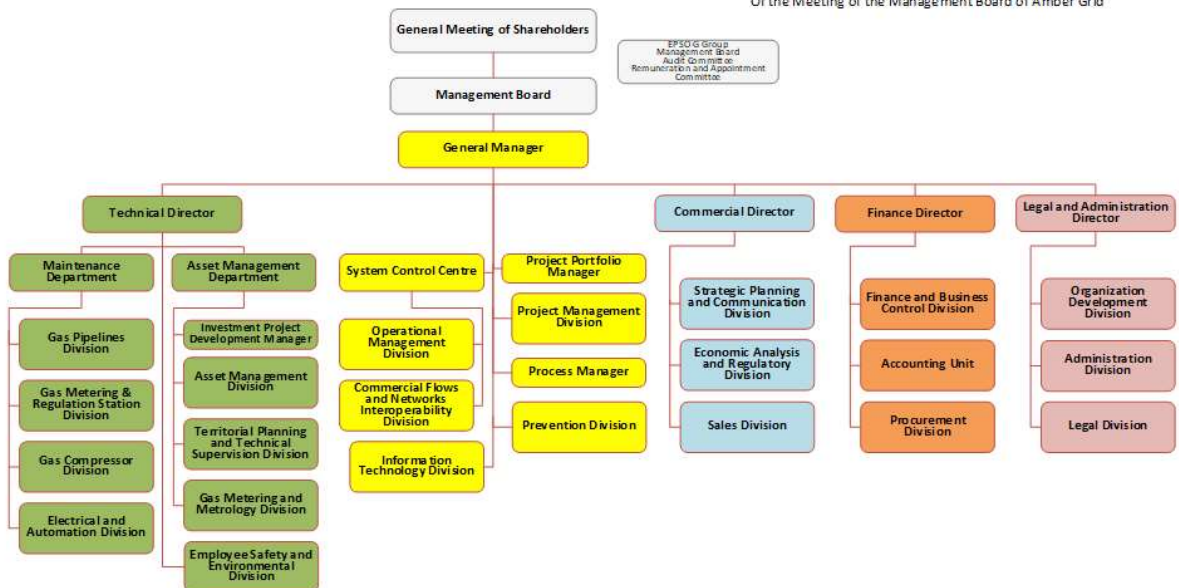 Of the Meeting of the Management Board of Amber Grid
General Meeting of Shareholders
EPSO G Group
Management Board
Audit Committee
Remuneration and Appointment
Committee
Management Board
General Manager
Technical Director
Commercial Director
Finance Director
Legal and Administration
Director
Maintenance
Department
Asset Management
Department
System Control Centre
Project Portfolio
Manager
Gas Pipelines
Division
Gas Metering &
Regulation Station
Division
Gas Compressor
Division
Electrical and
Automation Division
Investment Project
Development Manager
Asset Management
Division
Territorial Planning
and Technical
Supervision Division
Gas Metering and
Metrology Division
Employee Safety and
Environmental
Division
Operational
Management
Division
Commercial Flows
and Networks
Interoperability
Division
Information
Technology Division
Project Management
Division
Process Manager
Prevention Division
Strategic Planning
and Communication
Division
Economic Analysis
and Regulatory
Division
Sales Division
Finance and Business
Control Division
Accounting Unit
Procurement
Division
Organization
Development
Division
Administration
Division
Legal Division